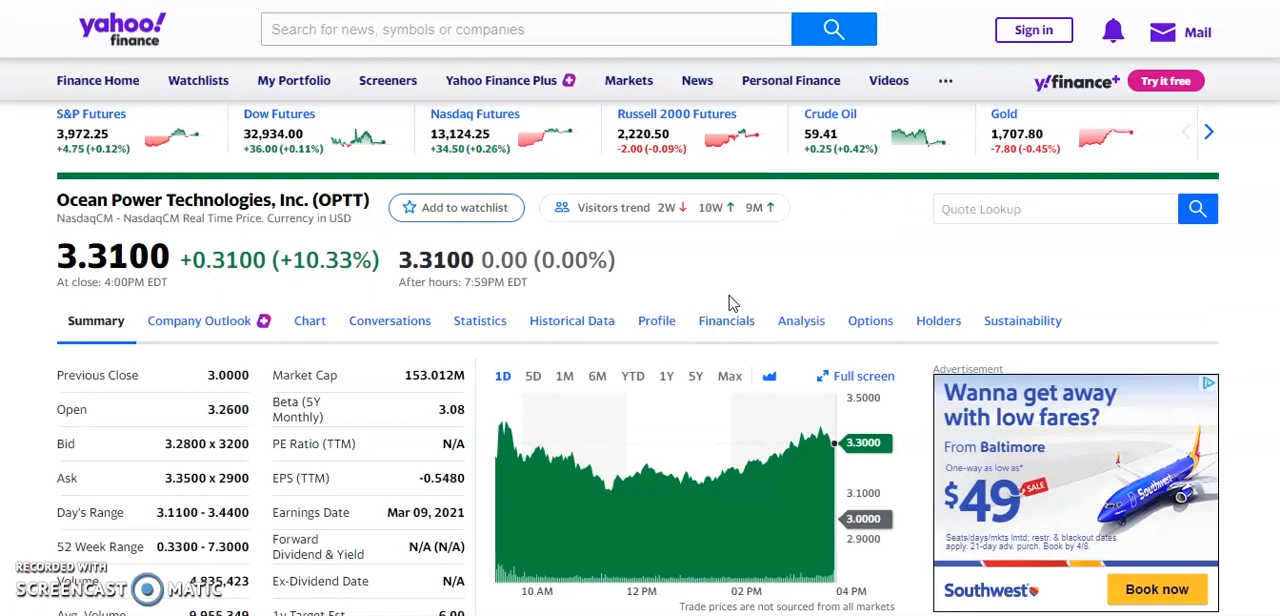 yahoo!
finance
Search for news, symbols or companies
Sign in
Mail
Finance Home Watchlists My Portfolio Screeners Yahoo Finance Plus Markets News Personal Finance Videos ... y!finance+ Try it free
S&P Futures Dow Futures Nasdaq Futures Russell 2000 Futures Crude Oil Gold
3,972.25 32,934.00 13,124.25 2,220.50 59.41 1,707.80
+4.75 (+0.12%) +36.00 (+0.11%) +34.50 (+0.26%) -2.00 (-0.09%) +0.25 (+0.42%) -7.80 (-0.45%)
Ocean Power Technologies, Inc. (OPTT) Add to watchlist Visitors trend 2W↓ 10W↑ 9M↑ Quote Lookup
NasdaqCM - NasdaqCM Real Time Price. Currency in USD
3.3100 +0.3100 (+10.33%) 3.3100 0.00 (0.00%)
At close: 4:00PM EDT After hours: 7:59PM EDT
Summary Company Outlook Chart Conversations Statistics Historical Data Profile Financials Analysis Options Holders Sustainability
Previous Close 3.0000
Open 3.2600
Bid 3.2800 x 3200
Ask 3.3500 x 2900
Day's Range 3.1100 - 3.4400
52 Week Range 0.3300 - 7.3000
Volume 4,835,423
Avg. Volume 9,955,349
Market Cap 153.012M
Beta (5Y
Monthly) 3.08
PE Ratio (TTM) N/A
EPS (TTM) -0.5480
Earnings Date Mar 09, 2021
Forward
Dividend & Yield N/A (N/A)
Ex-Dividend Date N/A
1y Target Est 6.00
1D 5D 1M 6M YTD 1Y 5Y Max Full screen
3.5000
3.3000
3.1000
3.0000
2.9000
10 AM 12 PM 02 PM 04 PM
Trade prices are not sourced from all markets
Advertisement
Wanna get away
with low fares?
From Baltimore
One-way as low as*
$49 SALE
Southwest
Seats/days/mkts lmtd; restr. & blackout dates
apply. 21-day adv. purch. Book by 4/8.
Southwest
Book now
RECORDED WITH
SCREENCAST MATIC